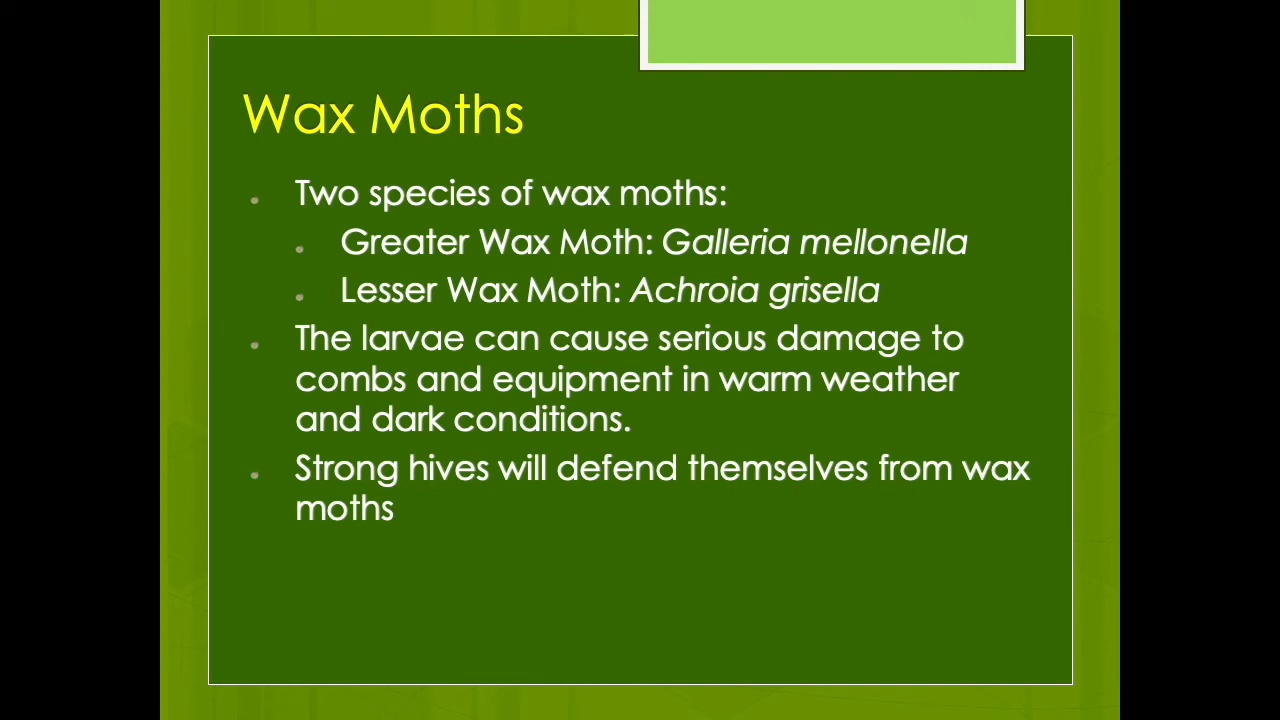 Wax Moths
Two species of wax moths:
Greater Wax Moth: Galleria mellonella
Lesser Wax Moth: Achroia grisella
The larvae can cause serious damage to
combs and equipment in warm weather
and dark conditions.
Strong hives will defend themselves from wax
moths